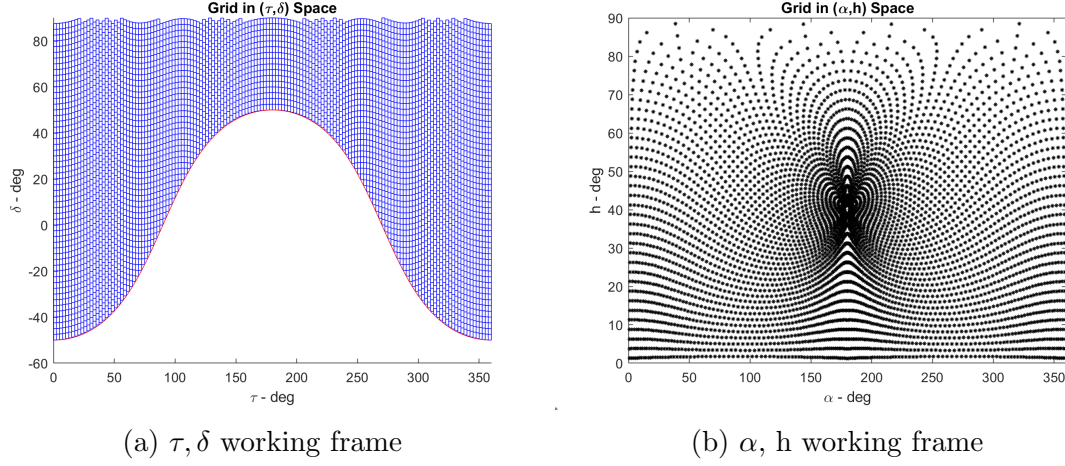 Grid in (τ,δ) Space
80
60
40
20
0
-20
-40
-60
δ - deg
0 50 100 150 200 250 300 350
τ - deg
(a) τ, δ working frame
Grid in (α,h) Space
90
80
70
60
50
40
30
20
10
0
h - deg
0 50 100 150 200 250 300 350
α - deg
(b) α, h working frame